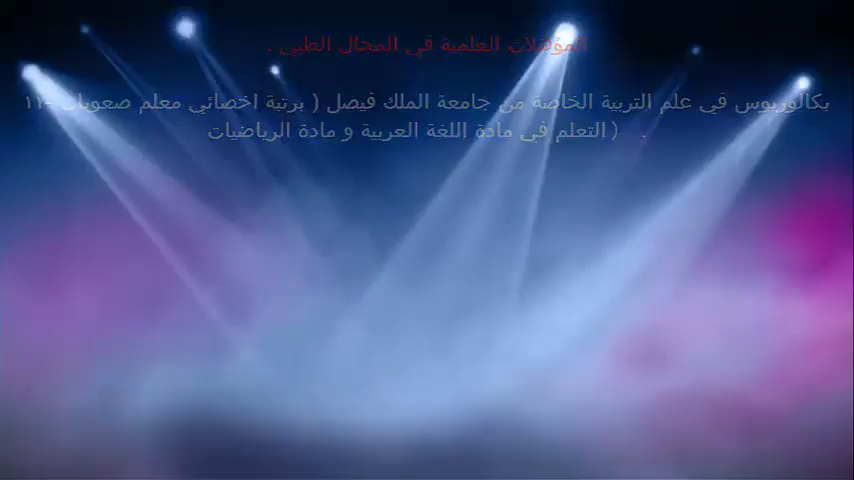 المؤهلات العلمية في المجال الطبي .
١١- بكالوريوس في علم التربية الخاصة من جامعة الملك فيصل ( برتبة اخصائي معلم صعوبات
التعلم في مادة اللغة العربية و مادة الرياضيات ) .